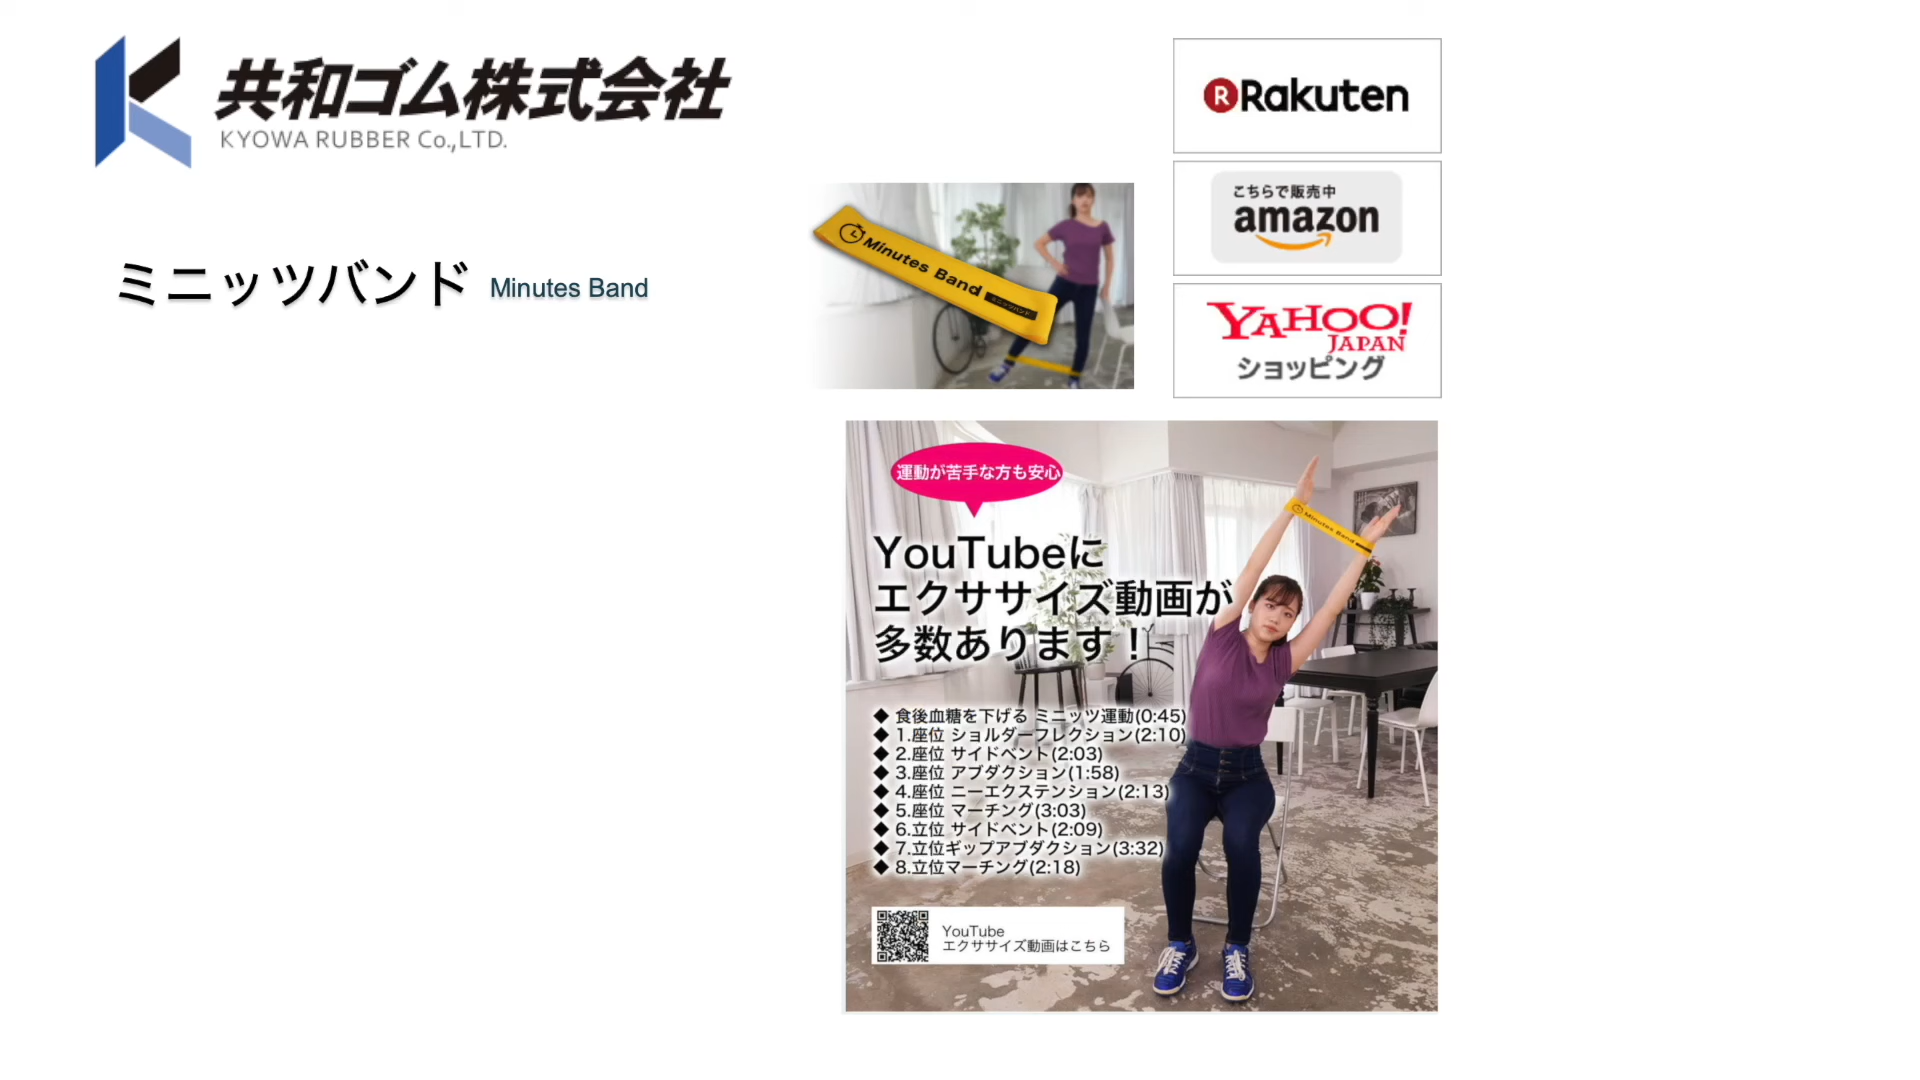 共和ゴム株式会社
KYOWA RUBBER Co.,LTD.
ミニッツバンド Minutes Band
Minutes Band ミニッツバンド
Rakuten
こちらで販売中
amazon
YAHOO!
JAPAN
ショッピング
運動が苦手な方も安心
YouTubeに
エクササイズ動画が
多数あります！
Minutes Band
◆ 食後血糖を下げる ミニッツ運動(0:45)
◆ 1.座位 ショルダーフレクション(2:10)
◆ 2.座位 サイドベント(2:03)
◆ 3.座位 アブダクション(1:58)
◆ 4.座位 ニーエクステンション(2:13)
◆ 5.座位 マーチング(3:03)
◆ 6.立位 サイドベント(2:09)
◆ 7.立位ギップアブダクション(3:32)
◆ 8.立位マーチング(2:18)
YouTube
エクササイズ動画はこちら